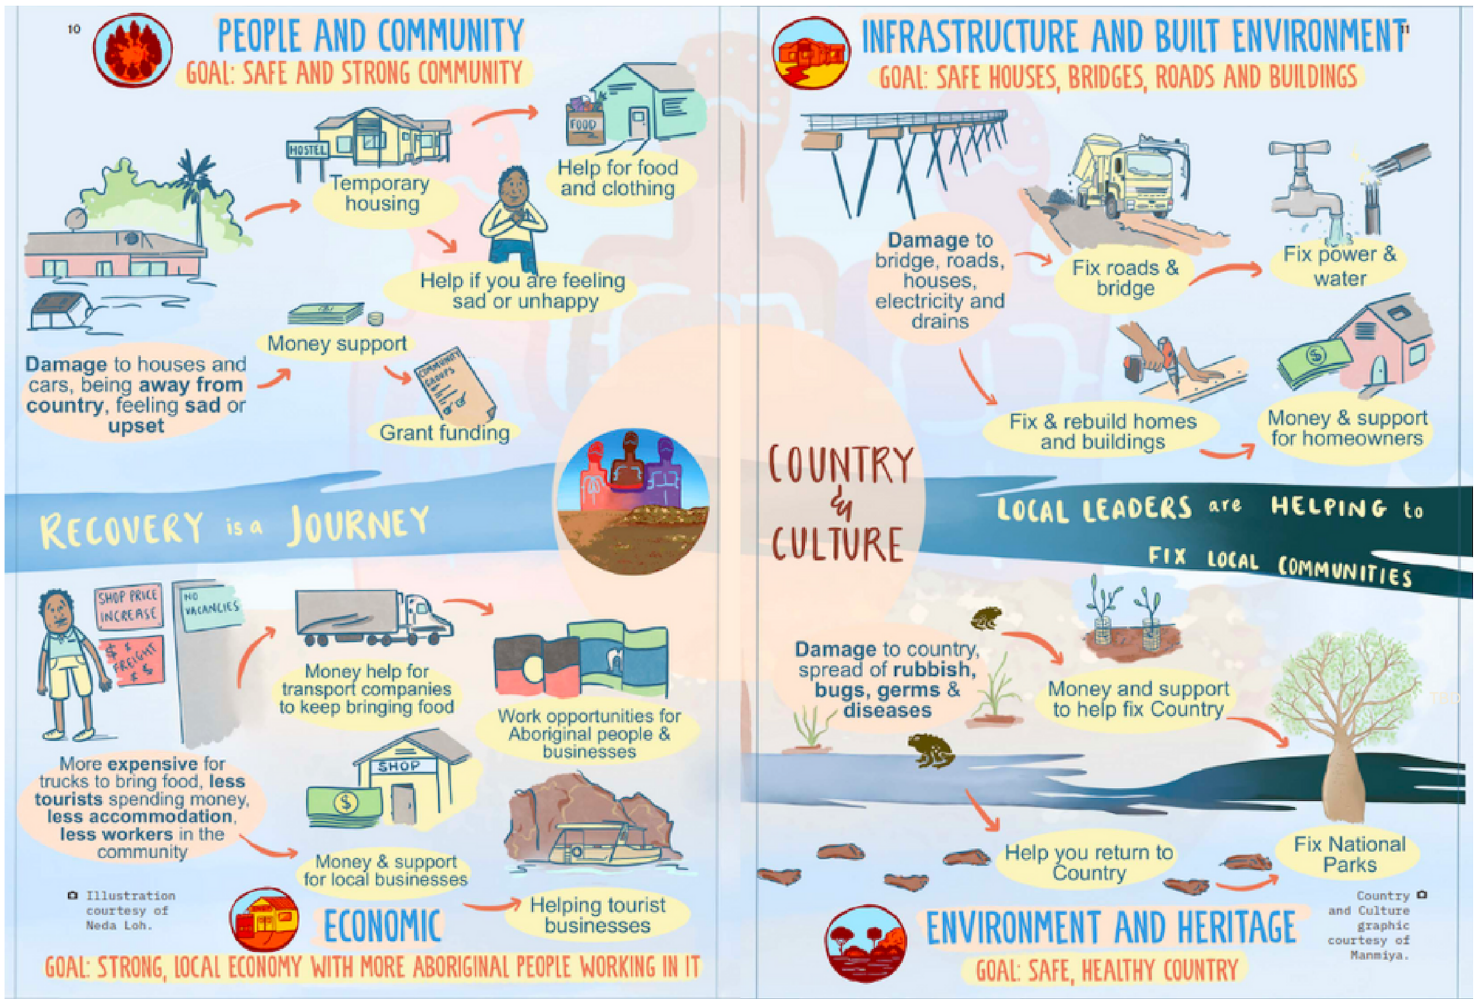 10
PEOPLE AND COMMUNITY
GOAL: SAFE AND STRONG COMMUNITY
HOSTEL
FOOD
Temporary
housing
Help for food
and clothing
Help if you are feeling
sad or unhappy
Damage to houses and
cars, being away from
country, feeling sad or
upset
Money support
COMMUNITY
GROUPS
Grant funding
11
INFRASTRUCTURE AND BUILT ENVIRONMENT
GOAL: SAFE HOUSES, BRIDGES, ROADS AND BUILDINGS
Damage to
bridge, roads,
houses,
electricity and
drains
Fix roads &
bridge
Fix power &
water
Fix & rebuild homes
and buildings
$
Money & support
for homeowners
RECOVERY is a JOURNEY
COUNTRY
&
CULTURE
LOCAL LEADERS are HELPING to
FIX LOCAL COMMUNITIES
SHOP PRICE
INCREASE
$ $
FREIGHT
$ $
NO
VACANCIES
More expensive for
trucks to bring food, less
tourists spending money,
less accommodation,
less workers in the
community
Money help for
transport companies
to keep bringing food
Work opportunities for
Aboriginal people &
businesses
SHOP
$
Money & support
for local businesses
Helping tourist
businesses
Illustration
courtesy of
Neda Loh.
ECONOMIC
GOAL: STRONG, LOCAL ECONOMY WITH MORE ABORIGINAL PEOPLE WORKING IN IT
Damage to country,
spread of rubbish,
bugs, germs &
diseases
Money and support
to help fix Country
Help you return to
Country
Fix National
Parks
Country
and Culture
graphic
courtesy of
Manmiya.
ENVIRONMENT AND HERITAGE
GOAL: SAFE, HEALTHY COUNTRY